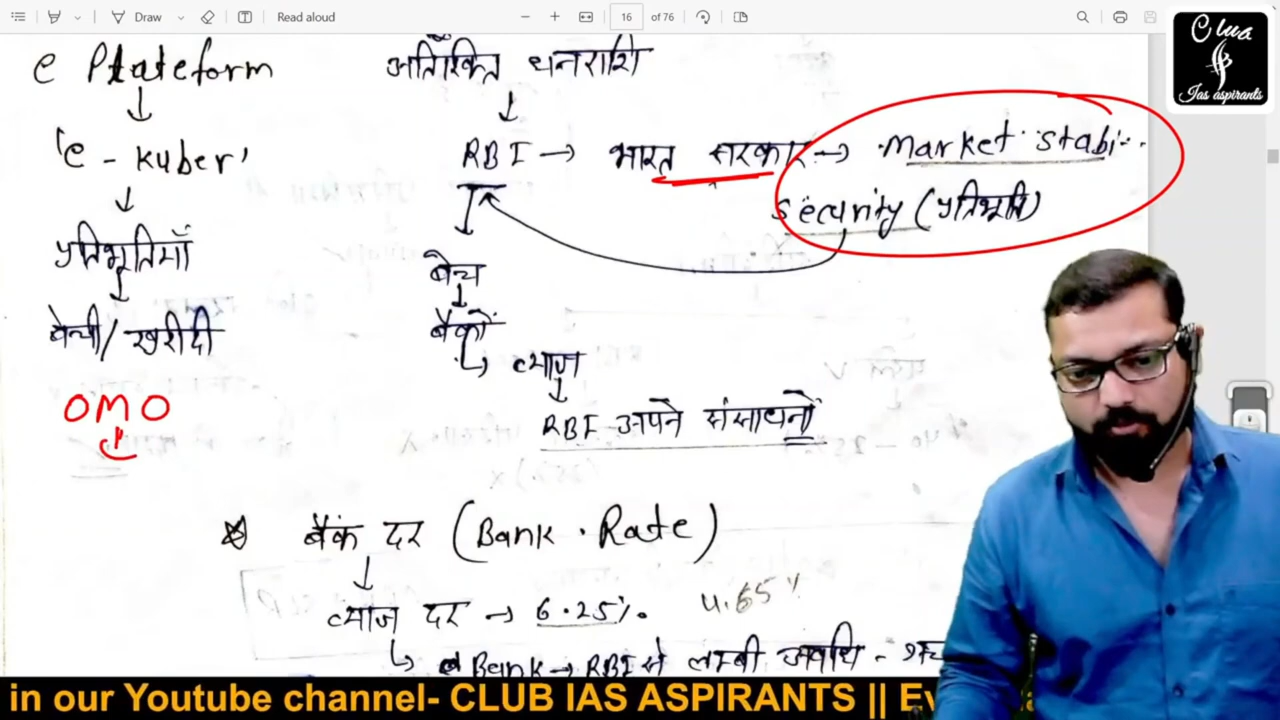 Draw
Read aloud
16
of 76
Club
Ias aspirants
e Plateform
'e - kuber'
प्रतिभूतियाँ
बेची/खरीदी
OMO
अतिरिक्त धनराशि
RBI → भारत सरकार → Market stabi..
Security (प्रतिभूति)
बेच
बैंकों
ब्याज
RBI अपने संसाधनों
बैंक दर (Bank . Rate)
ब्याज दर → 6.25%. 4.65%
Bank → RBI से लम्बी अवधि -
in our Youtube channel- CLUB IAS ASPIRANTS || Ev